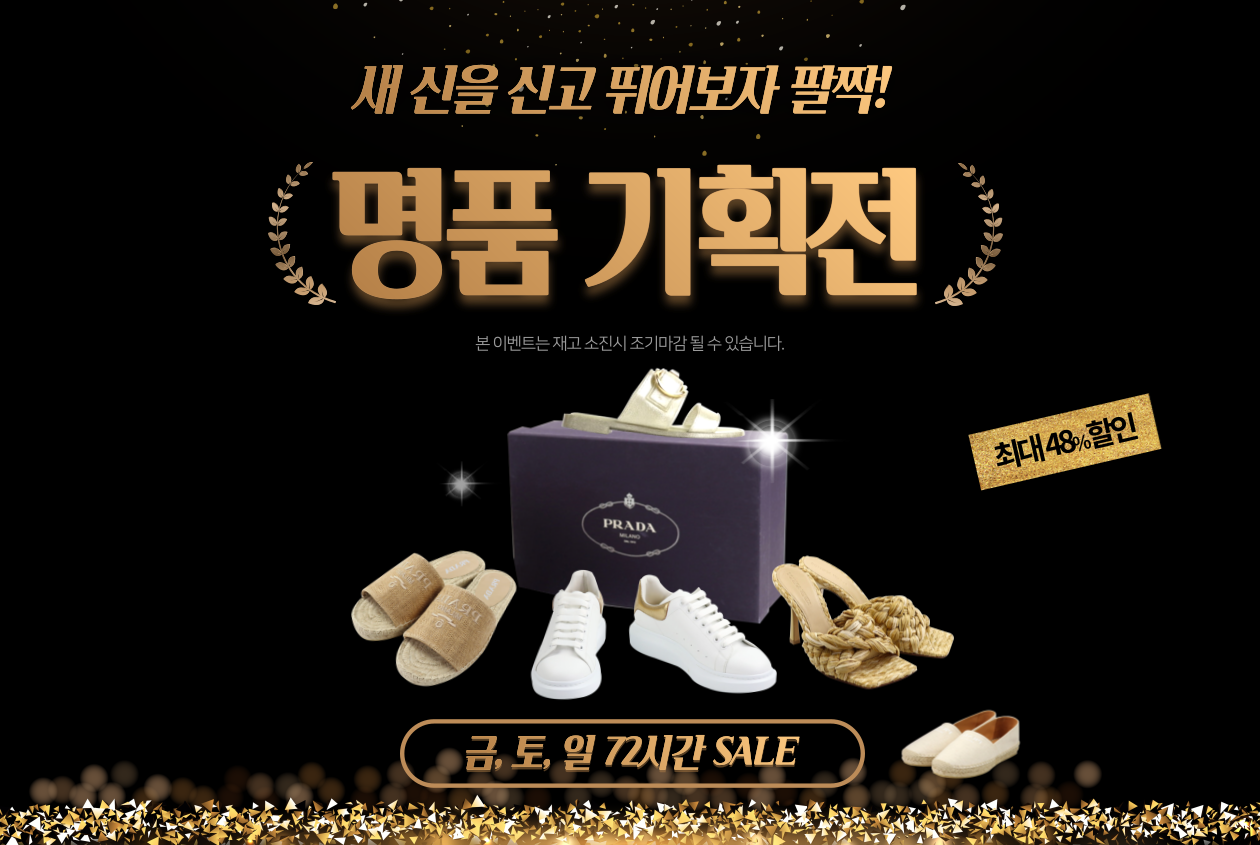 새 신을 신고 뛰어보자 팔짝!
명품 기획전
본 이벤트는 재고 소진시 조기마감 될 수 있습니다.
최대 48%할인
PRADA
MILANO
금, 토, 일 72시간 SALE